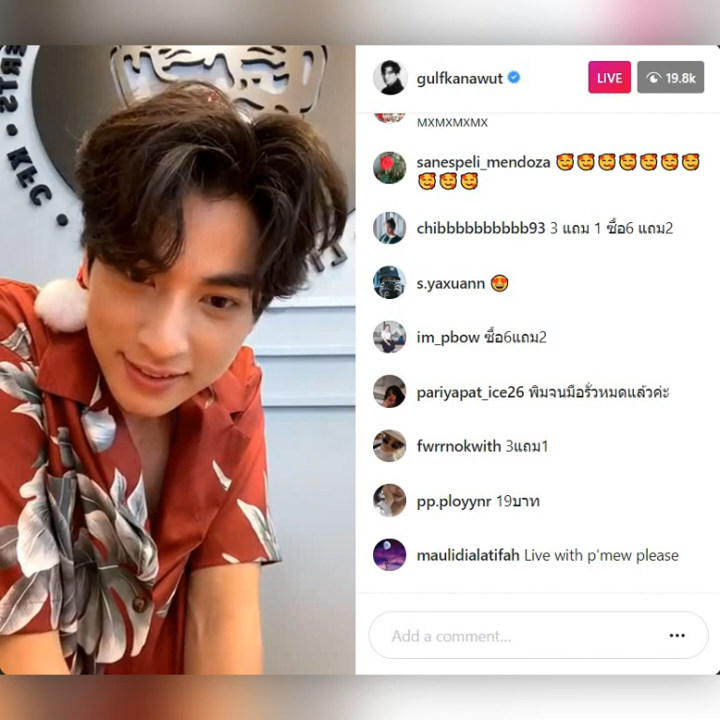 gulfkanawut
LIVE
19.8k
MXMXMXMX
sanespeli_mendoza 🥰🥰🥰🥰🥰🥰🥰
🥰🥰🥰
chibbbbbbbbbb93 3 แถม 1 ซื้อ6 แถม2
s.yaxuann 😍
im_pbow ซื้อ6แถม2
pariyapat_ice26 พิมจนมือรั่วหมดแล้วค่ะ
fwrrnokwith 3แถม1
pp.ployynr 19บาท
maulidialatifah Live with p'mew please
Add a comment...